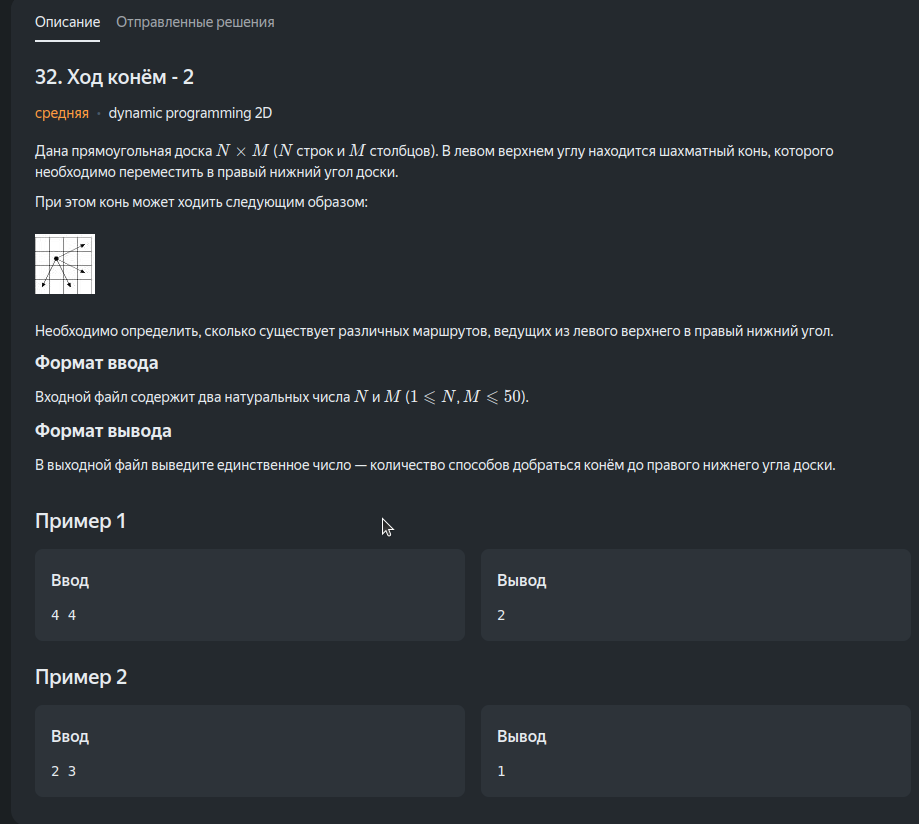 Описание Отправленные решения
32. Ход конём - 2
средняя · dynamic programming 2D
Дана прямоугольная доска N × M (N строк и M столбцов). В левом верхнем углу находится шахматный конь, которого
необходимо переместить в правый нижний угол доски.
При этом конь может ходить следующим образом:
Необходимо определить, сколько существует различных маршрутов, ведущих из левого верхнего в правый нижний угол.
Формат ввода
Входной файл содержит два натуральных числа N и M (1 ⩽ N, M ⩽ 50).
Формат вывода
В выходной файл выведите единственное число — количество способов добраться конём до правого нижнего угла доски.
Пример 1
Ввод Вывод
4 4 2
Пример 2
Ввод Вывод
2 3 1